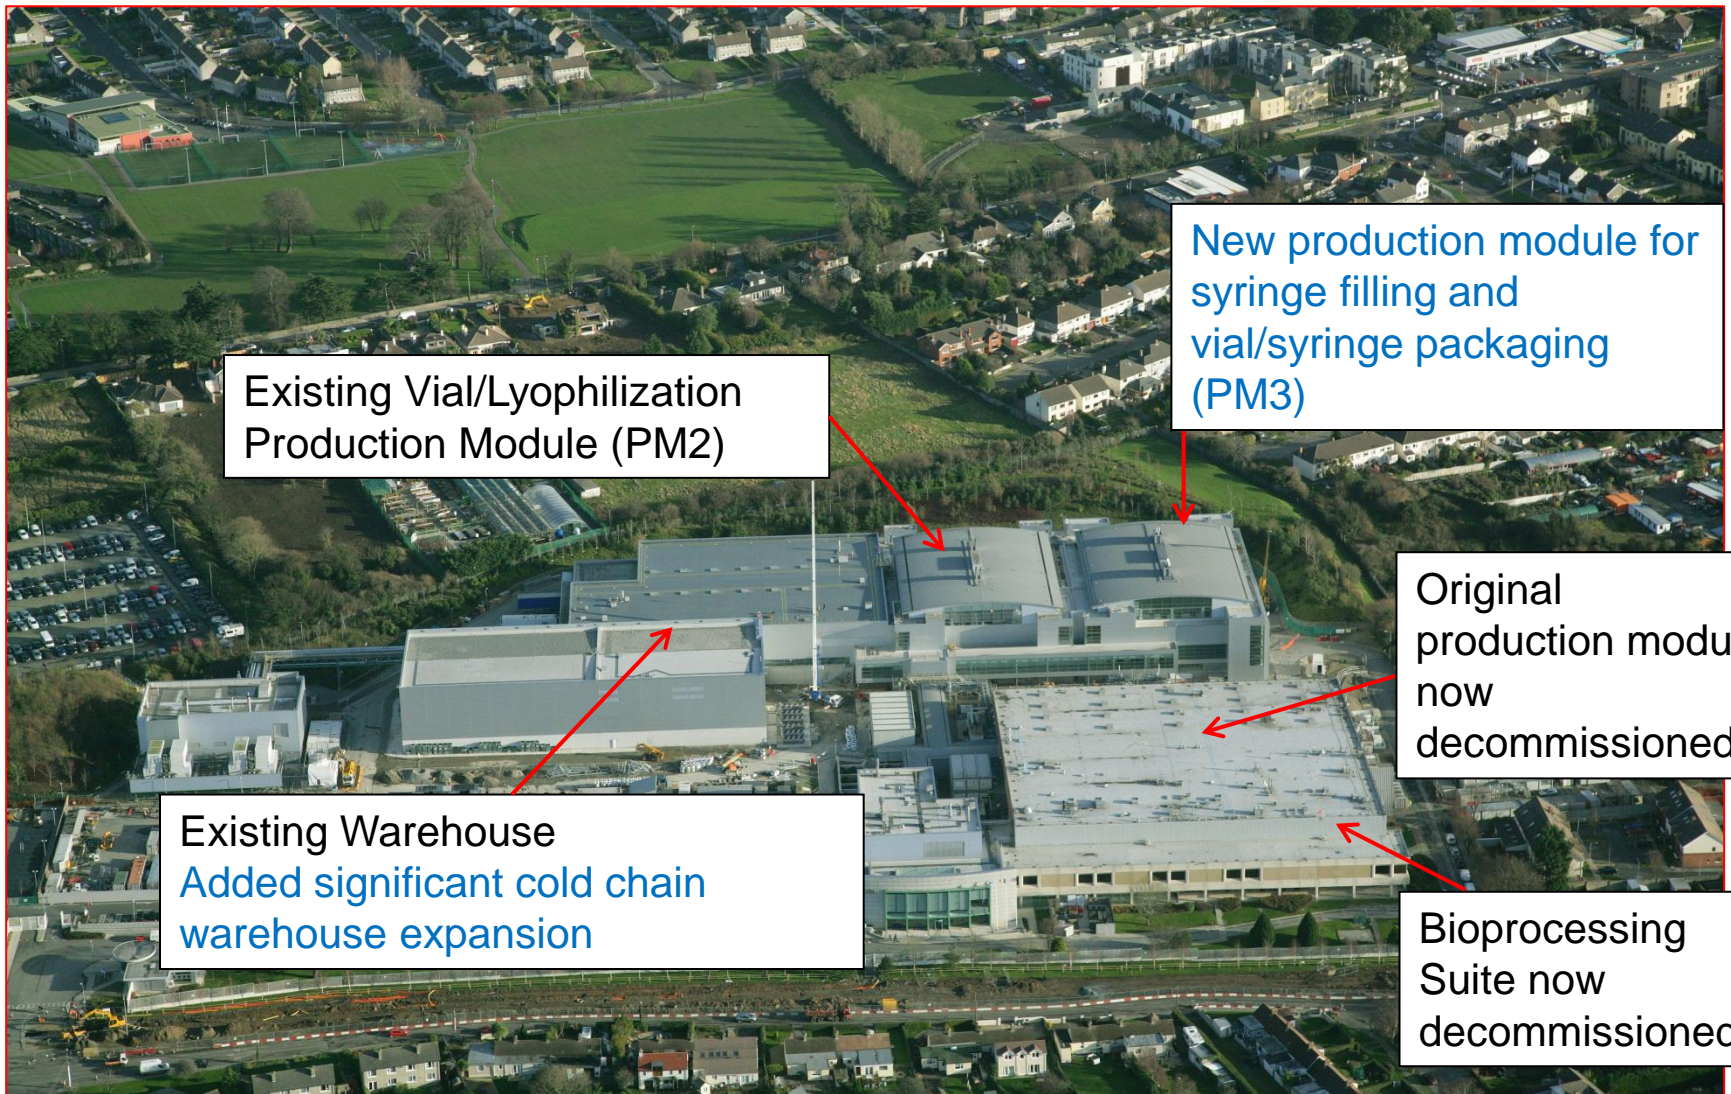 New production module for
syringe filling and
vial/syringe packaging
(PM3)
Existing Vial/Lyophilization
Production Module (PM2)
Original
production modu
now
decommissioned
Existing Warehouse
Added significant cold chain
warehouse expansion
Bioprocessing
Suite now
decommissioned